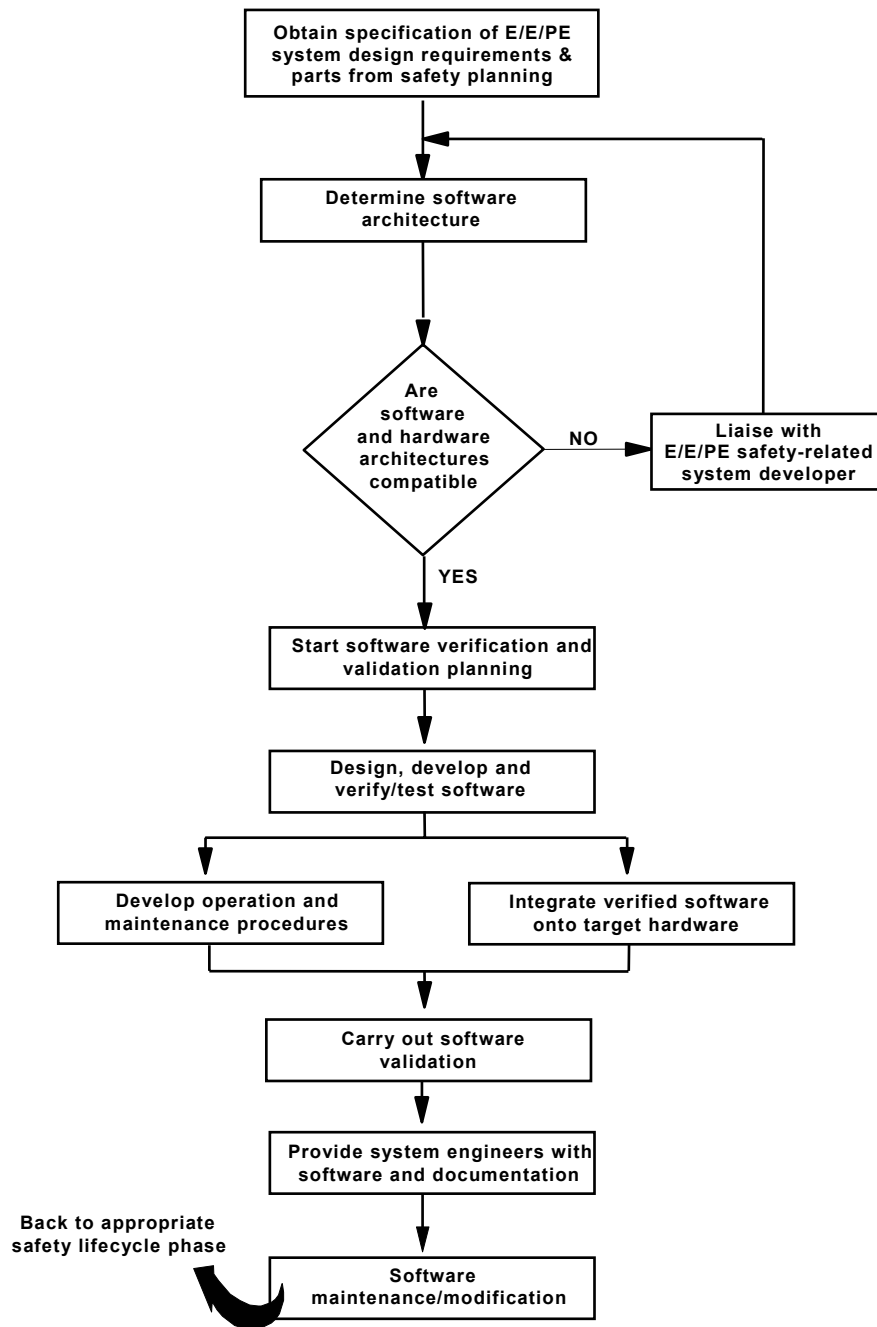 Obtain specification of E/E/PE
system design requirements &
parts from safety planning
Determine software
architecture
Are
software
and hardware
architectures
compatible
NO
Liaise with
E/E/PE safety-related
system developer
YES
Start software verification and
validation planning
Design, develop and
verify/test software
Develop operation and
maintenance procedures
Integrate verified software
onto target hardware
Carry out software
validation
Provide system engineers with
software and documentation
Back to appropriate
safety lifecycle phase
Software
maintenance/modification